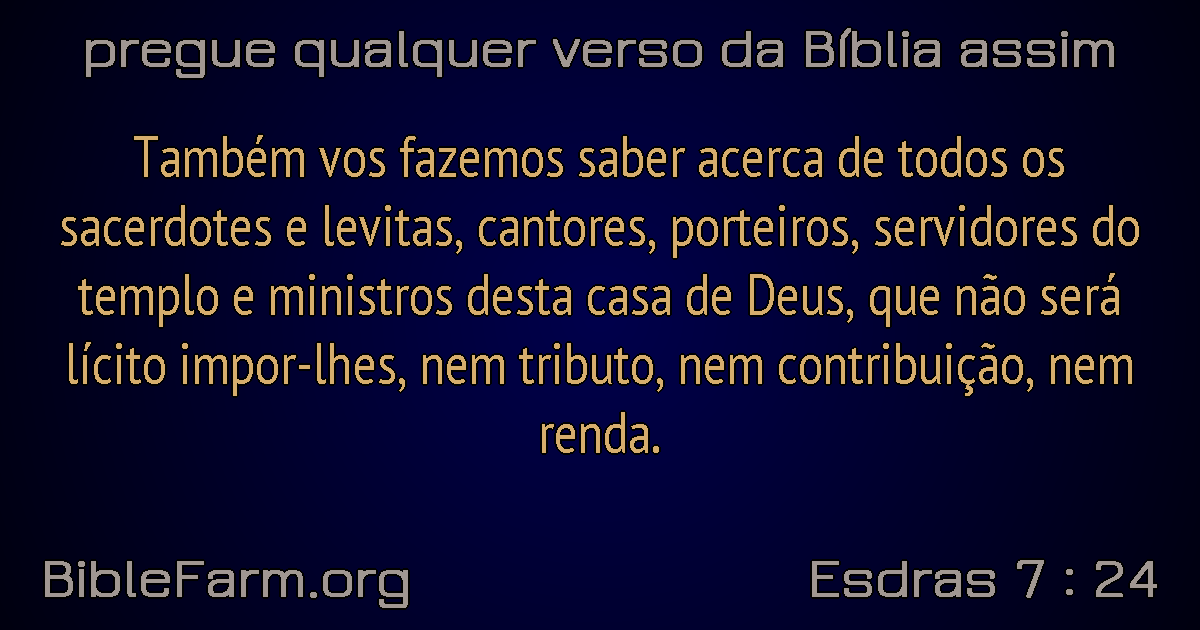 pregue qualquer verso da Bíblia assim
Também vos fazemos saber acerca de todos os
sacerdotes e levitas, cantores, porteiros, servidores do
templo e ministros desta casa de Deus, que não será
lícito impor-lhes, nem tributo, nem contribuição, nem
renda.
BibleFarm.org
Esdras 7 : 24